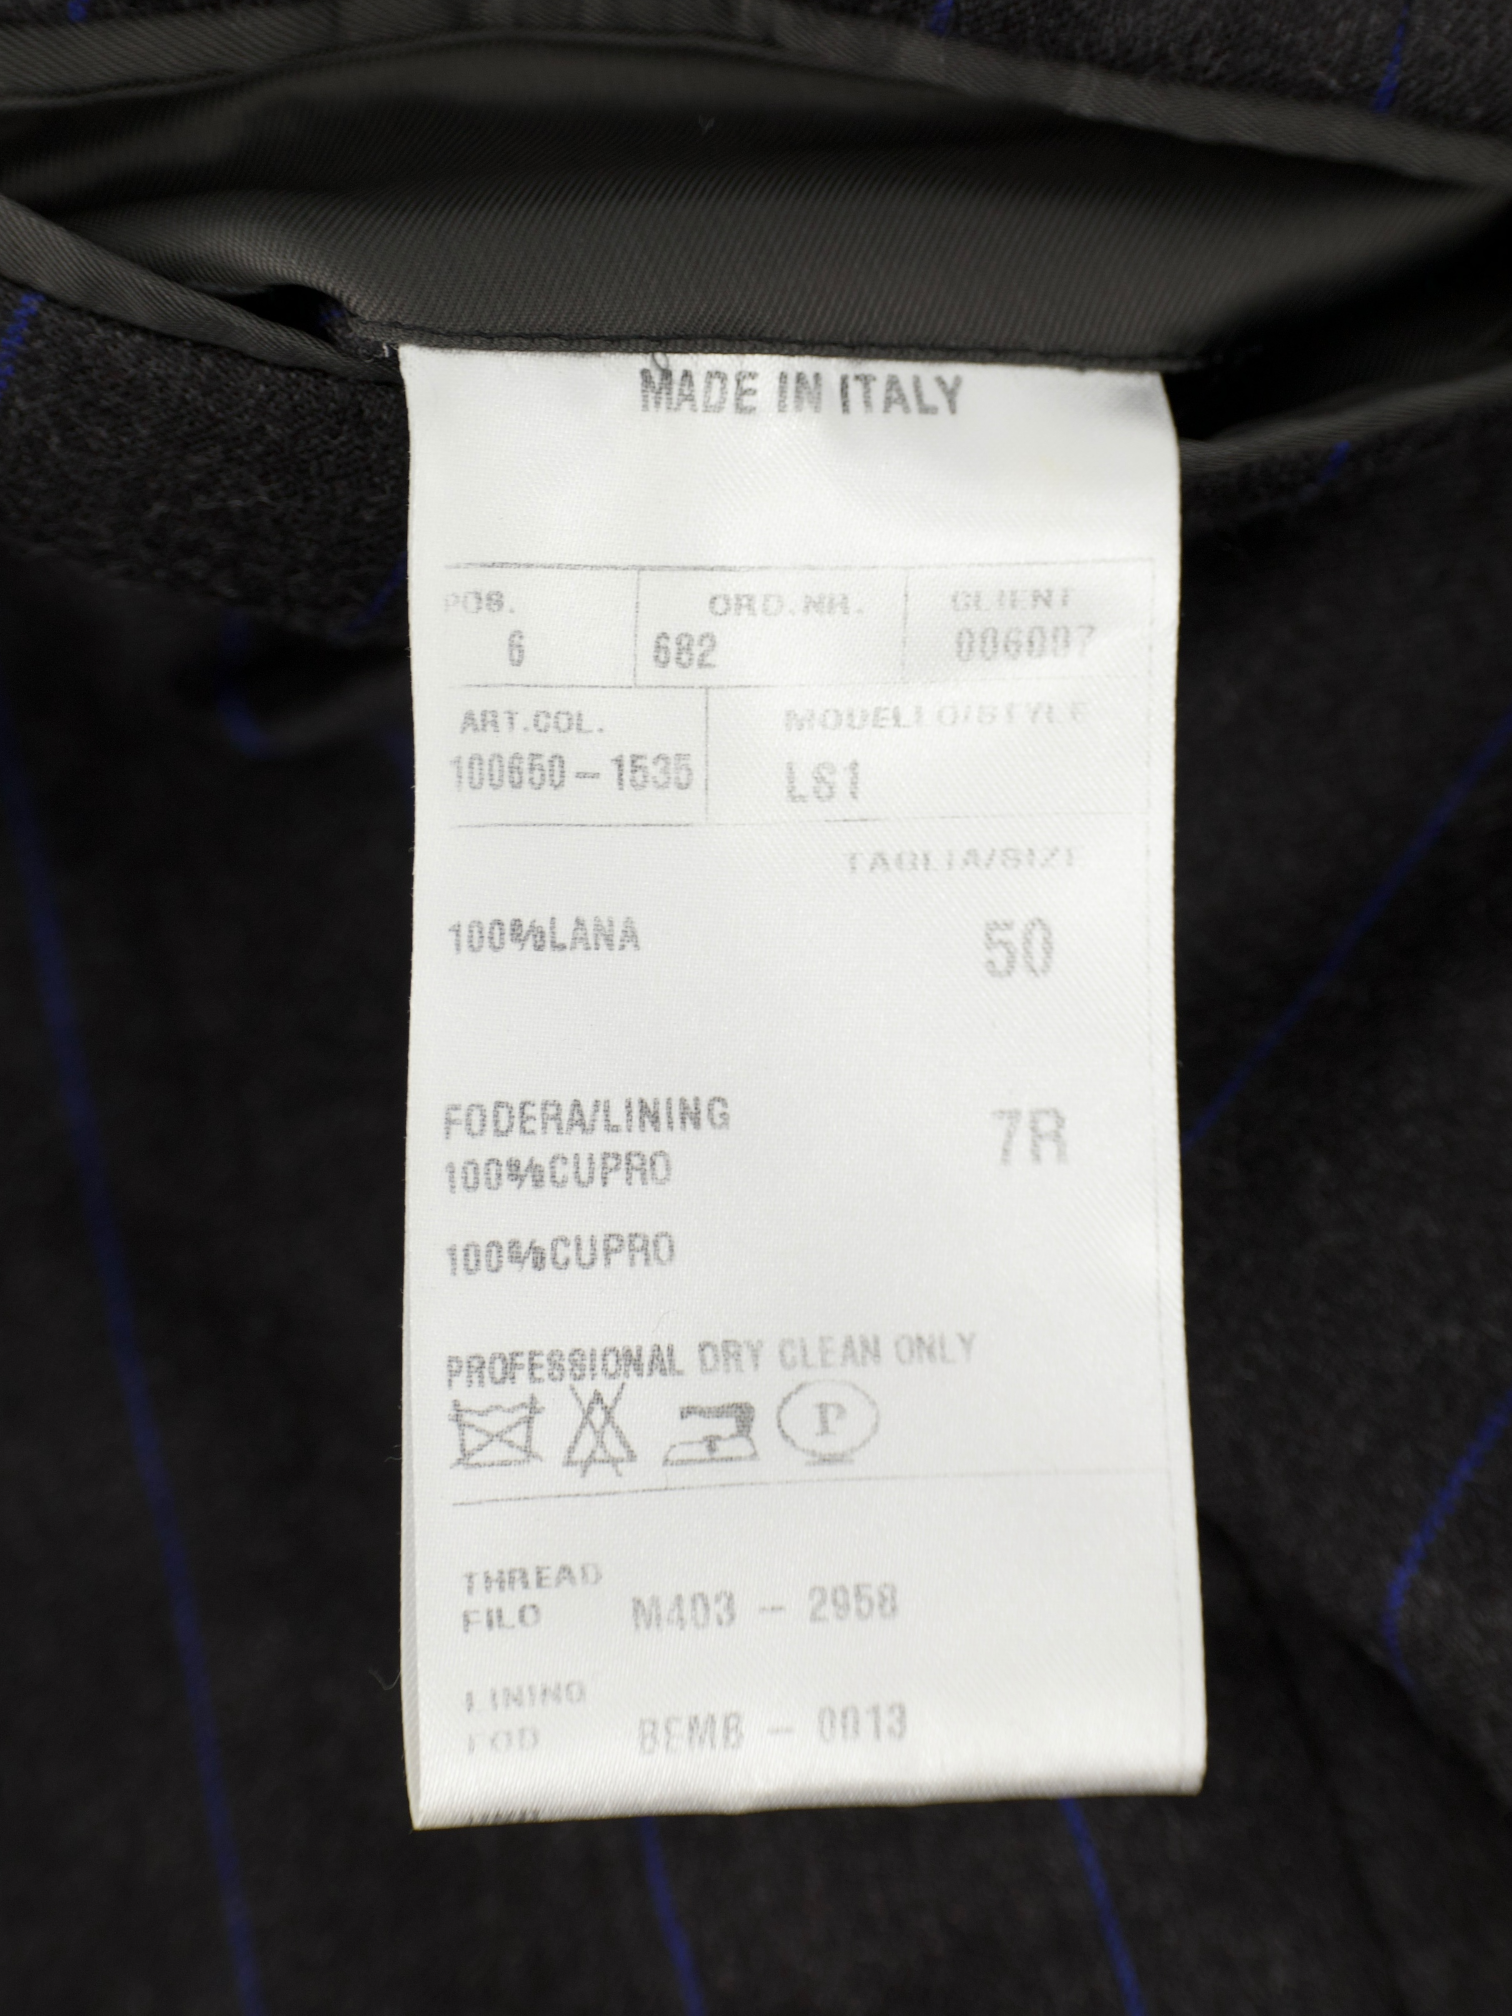 MADE IN ITALY
POS. ORD.NR. CLIENT
6 682 006007
ART.COL. MODELLO/STYLE
100650-1535 LS1
TAGLIA/SIZE
100%LANA 50
FODERA/LINING 7R
100%CUPRO
100%CUPRO
PROFESSIONAL DRY CLEAN ONLY
P
THREAD
FILO M403 - 2958
LINING
FOD BEMB - 0013